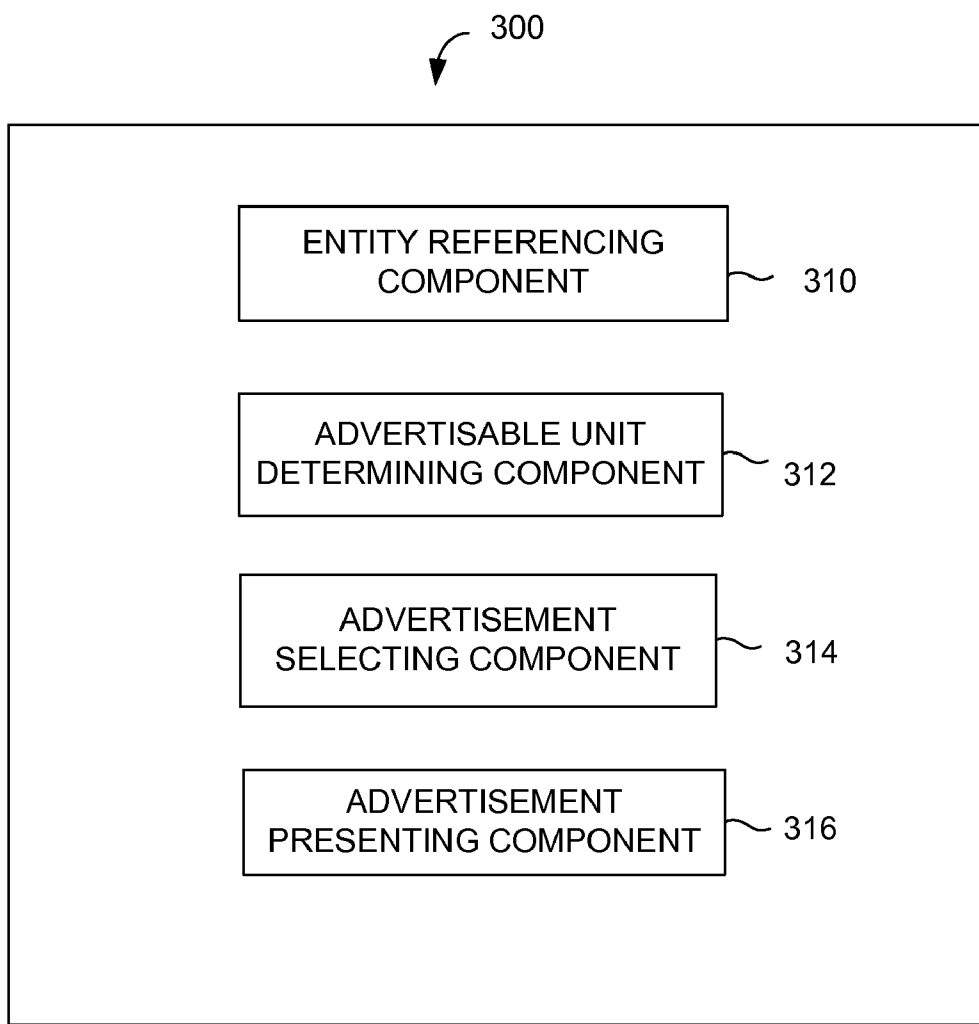 300
ENTITY REFERENCING
COMPONENT
310
ADVERTISABLE UNIT
DETERMINING COMPONENT
312
ADVERTISEMENT
SELECTING COMPONENT
314
ADVERTISEMENT
PRESENTING COMPONENT
316